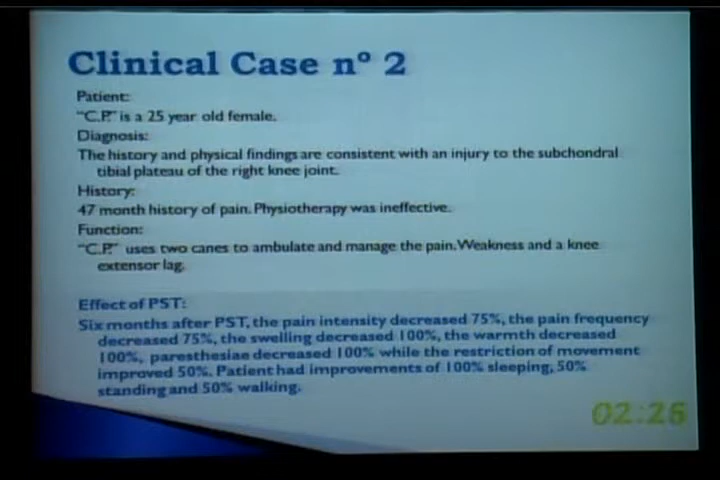 Clinical Case nº 2
Patient:
"C.P." is a 25 year old female.
Diagnosis:
The history and physical findings are consistent with an injury to the subchondral
tibial plateau of the right knee joint.
History:
47 month history of pain. Physiotherapy was ineffective.
Function:
"C.P." uses two canes to ambulate and manage the pain. Weakness and a knee
extensor lag.
Effect of PST:
Six months after PST, the pain intensity decreased 75%, the pain frequency
decreased 75%, the swelling decreased 100%, the warmth decreased
100%, paresthesiae decreased 100% while the restriction of movement
improved 50%. Patient had improvements of 100% sleeping, 50%
standing and 50% walking.
02:26